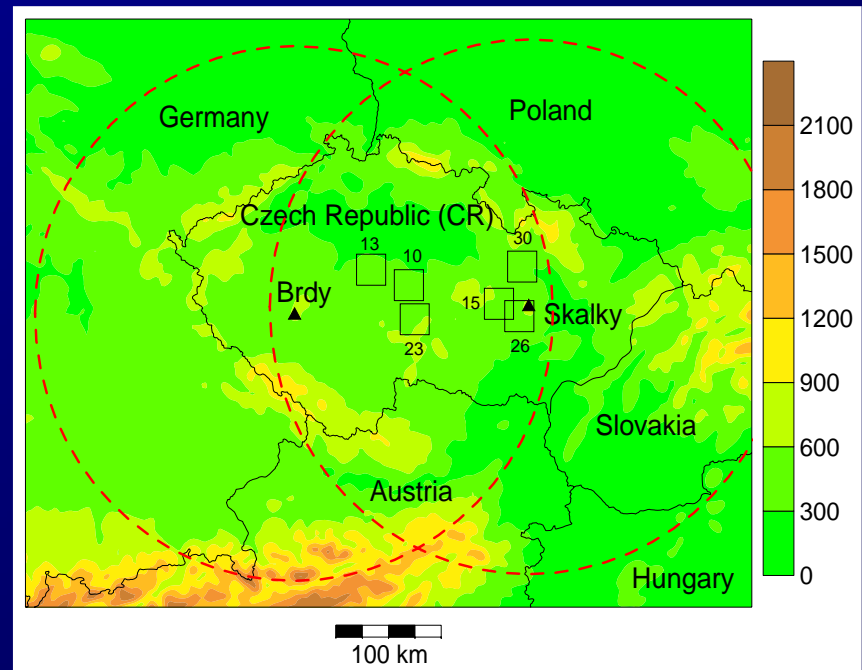 Germany
Poland
Czech Republic (CR)
13
10
30
Brdy
15
Skalky
23
26
Slovakia
Austria
Hungary
2100
1800
1500
1200
900
600
300
0
100 km